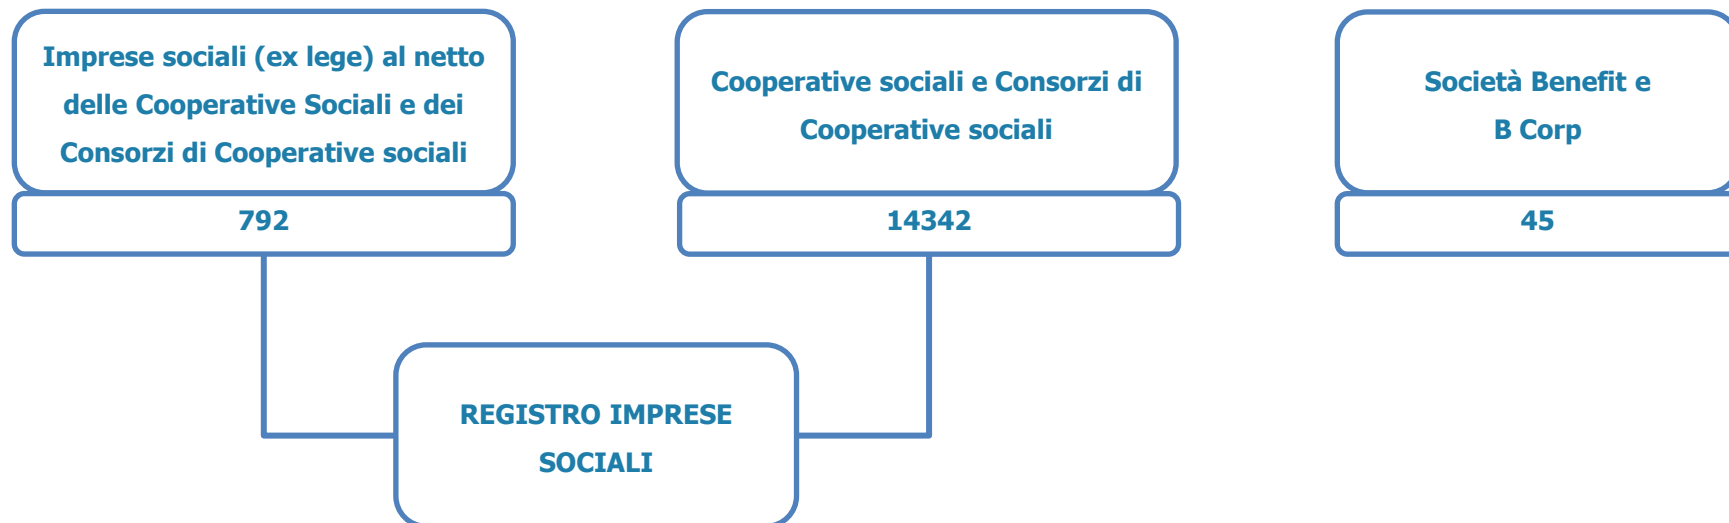 Imprese sociali (ex lege) al netto
delle Cooperative Sociali e dei
Consorzi di Cooperative sociali
792
Cooperative sociali e Consorzi di
Cooperative sociali
14342
Società Benefit e
B Corp
45
REGISTRO IMPRESE
SOCIALI